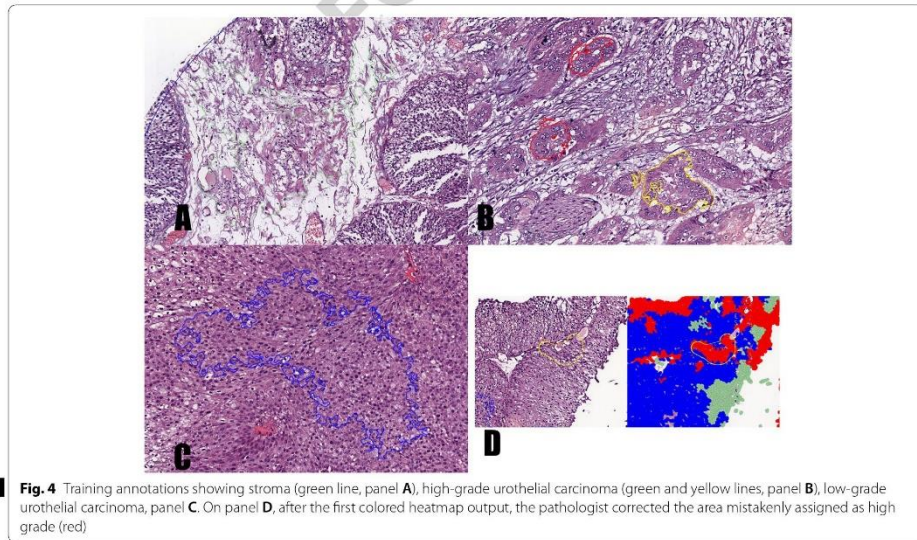 A
B
C
D
Fig. 4 Training annotations showing stroma (green line, panel A), high-grade urothelial carcinoma (green and yellow lines, panel B), low-grade
urothelial carcinoma, panel C. On panel D, after the first colored heatmap output, the pathologist corrected the area mistakenly assigned as high
grade (red)